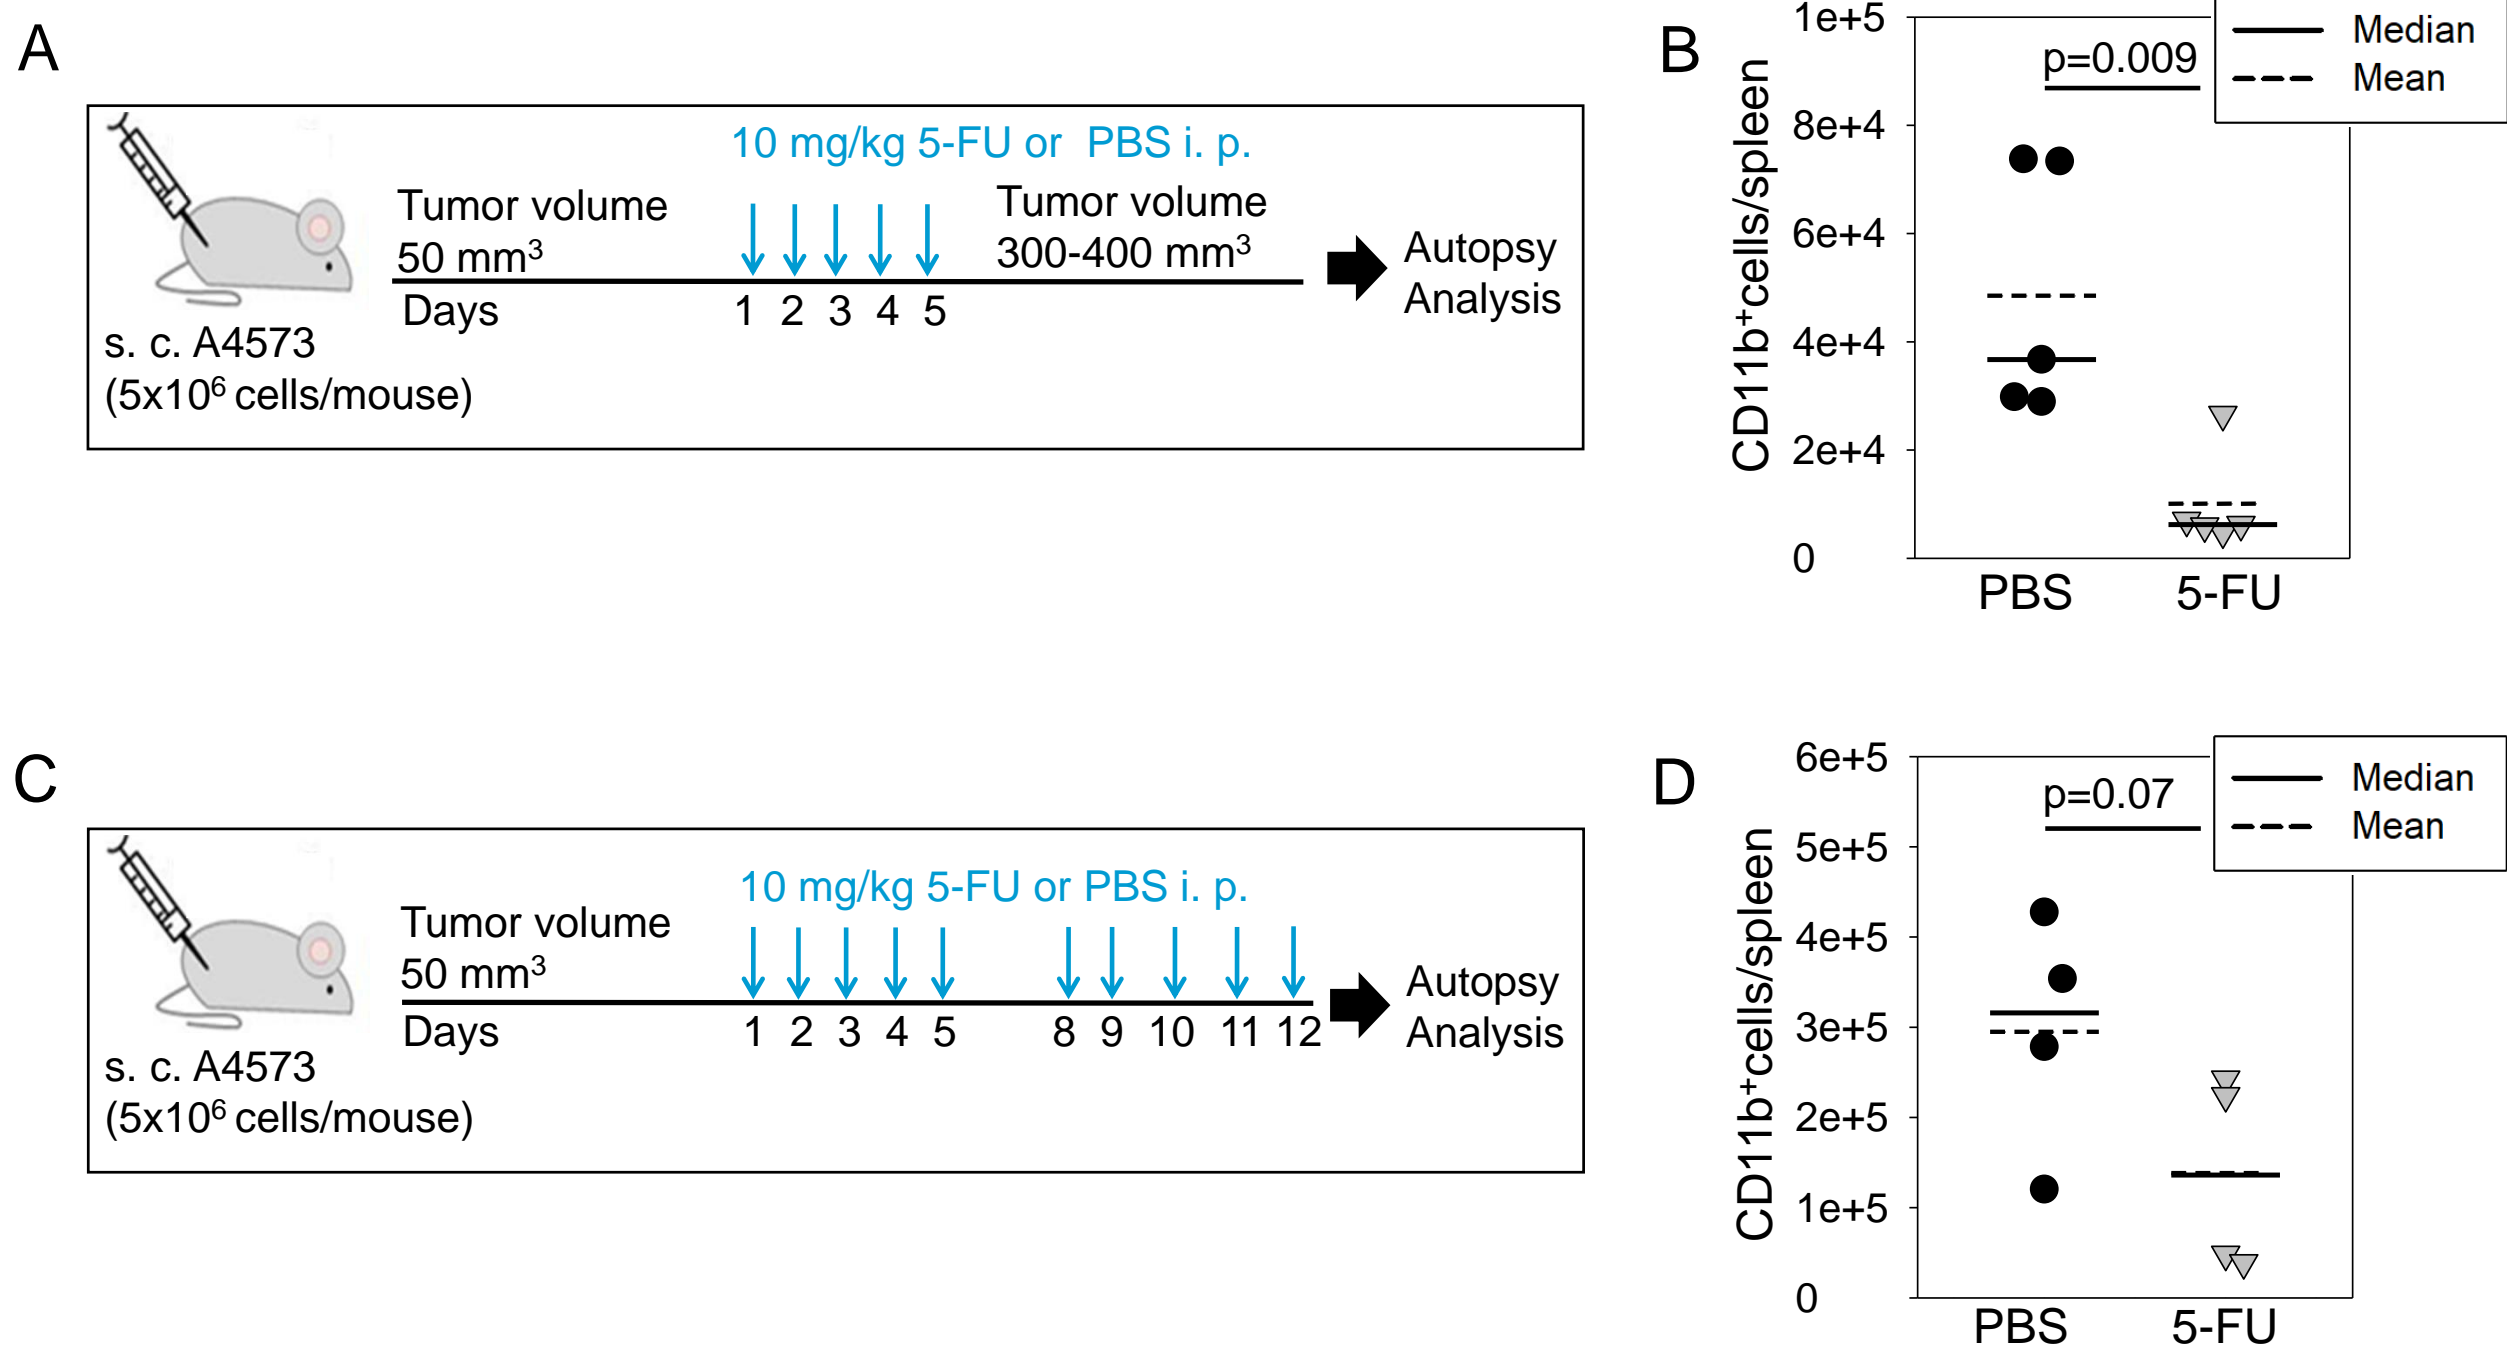 A
10 mg/kg 5-FU or PBS i. p.
Tumor volume
50 mm³
Tumor volume
300-400 mm³
Days
1 2 3 4 5
Autopsy
Analysis
s. c. A4573
(5x10⁶ cells/mouse)
B
Median
Mean
p=0.009
CD11b⁺cells/spleen
1e+5
8e+4
6e+4
4e+4
2e+4
0
PBS 5-FU
C
10 mg/kg 5-FU or PBS i. p.
Tumor volume
50 mm³
Days
1 2 3 4 5 8 9 10 11 12
Autopsy
Analysis
s. c. A4573
(5x10⁶ cells/mouse)
D
Median
Mean
p=0.07
CD11b⁺cells/spleen
6e+5
5e+5
4e+5
3e+5
2e+5
1e+5
0
PBS 5-FU